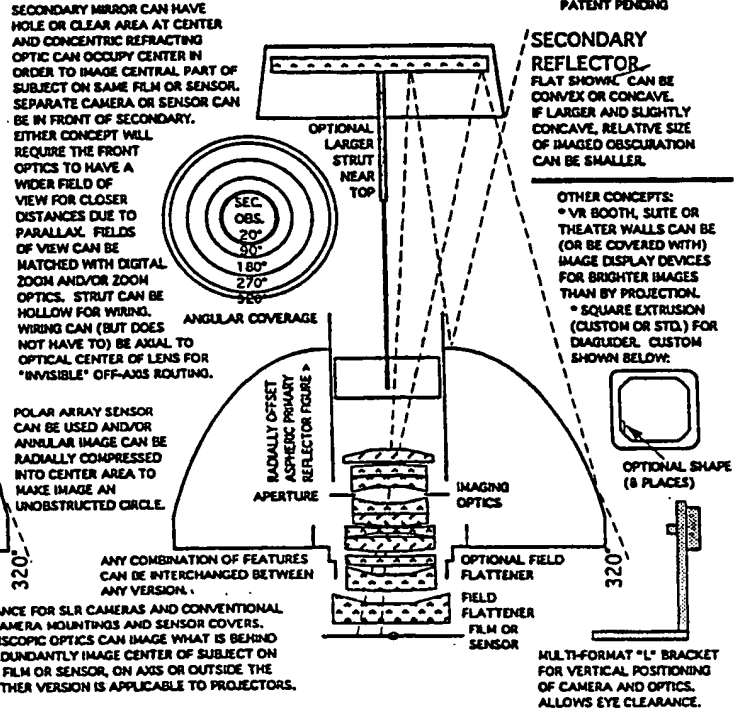 SECONDARY MIRROR CAN HAVE
HOLE OR CLEAR AREA AT CENTER
AND CONCENTRIC REFRACTING
OPTIC CAN OCCUPY CENTER IN
ORDER TO IMAGE CENTRAL PART OF
SUBJECT ON SAME FILM OR SENSOR.
SEPARATE CAMERA OR SENSOR CAN
BE IN FRONT OF SECONDARY.
EITHER CONCEPT WILL
REQUIRE THE FRONT
OPTICS TO HAVE A
WIDER FIELD OF
VIEW FOR CLOSER
DISTANCES DUE TO
PARALLAX. FIELDS
OF VIEW CAN BE
MATCHED WITH DIGITAL
ZOOM AND/OR ZOOM
OPTICS. STRUT CAN BE
HOLLOW FOR WIRING.
WIRING CAN (BUT DOES
NOT HAVE TO) BE AXIAL TO
OPTICAL CENTER OF LENS FOR
"INVISIBLE" OFF-AXIS ROUTING.
POLAR ARRAY SENSOR
CAN BE USED AND/OR
ANNULAR IMAGE CAN BE
RADIALLY COMPRESSED
INTO CENTER AREA TO
MAKE IMAGE AN
UNOBSTRUCTED CIRCLE.
SEC.
OBS.
20°
90°
180°
270°
320°
ANGULAR COVERAGE
OPTIONAL
LARGER
STRUT
NEAR
TOP
PATENT PENDING
SECONDARY
REFLECTOR
FLAT SHOWN. CAN BE
CONVEX OR CONCAVE.
IF LARGER AND SLIGHTLY
CONCAVE, RELATIVE SIZE
OF IMAGED OBSCURATION
CAN BE SMALLER.
OTHER CONCEPTS:
* VR BOOTH, SUITE OR
THEATER WALLS CAN BE
(OR BE COVERED WITH)
IMAGE DISPLAY DEVICES
FOR BRIGHTER IMAGES
THAN BY PROJECTION.
* SQUARE EXTRUSION
(CUSTOM OR STD.) FOR
DIAGUIDER. CUSTOM
SHOWN BELOW:
OPTIONAL SHAPE
(8 PLACES)
RADIALLY OFFSET
ASPHERIC PRIMARY
REFLECTOR FIGURE >
APERTURE
IMAGING
OPTICS
OPTIONAL FIELD
FLATTENER
FIELD
FLATTENER
FILM OR
SENSOR
320°
320°
ANY COMBINATION OF FEATURES
CAN BE INTERCHANGED BETWEEN
ANY VERSION.
ANCE FOR SLR CAMERAS AND CONVENTIONAL
AMERA MOUNTINGS AND SENSOR COVERS.
ISCOPIC OPTICS CAN IMAGE WHAT IS BEHIND
DUNDANTLY IMAGE CENTER OF SUBJECT ON
FILM OR SENSOR, ON AXIS OR OUTSIDE THE
THER VERSION IS APPLICABLE TO PROJECTORS.
MULTI-FORMAT "L" BRACKET
FOR VERTICAL POSITIONING
OF CAMERA AND OPTICS.
ALLOWS EYE CLEARANCE.